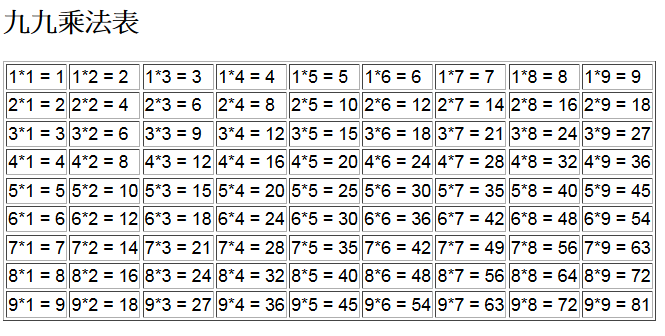 九九乘法表
1*1 = 1 1*2 = 2 1*3 = 3 1*4 = 4 1*5 = 5 1*6 = 6 1*7 = 7 1*8 = 8 1*9 = 9
2*1 = 2 2*2 = 4 2*3 = 6 2*4 = 8 2*5 = 10 2*6 = 12 2*7 = 14 2*8 = 16 2*9 = 18
3*1 = 3 3*2 = 6 3*3 = 9 3*4 = 12 3*5 = 15 3*6 = 18 3*7 = 21 3*8 = 24 3*9 = 27
4*1 = 4 4*2 = 8 4*3 = 12 4*4 = 16 4*5 = 20 4*6 = 24 4*7 = 28 4*8 = 32 4*9 = 36
5*1 = 5 5*2 = 10 5*3 = 15 5*4 = 20 5*5 = 25 5*6 = 30 5*7 = 35 5*8 = 40 5*9 = 45
6*1 = 6 6*2 = 12 6*3 = 18 6*4 = 24 6*5 = 30 6*6 = 36 6*7 = 42 6*8 = 48 6*9 = 54
7*1 = 7 7*2 = 14 7*3 = 21 7*4 = 28 7*5 = 35 7*6 = 42 7*7 = 49 7*8 = 56 7*9 = 63
8*1 = 8 8*2 = 16 8*3 = 24 8*4 = 32 8*5 = 40 8*6 = 48 8*7 = 56 8*8 = 64 8*9 = 72
9*1 = 9 9*2 = 18 9*3 = 27 9*4 = 36 9*5 = 45 9*6 = 54 9*7 = 63 9*8 = 72 9*9 = 81